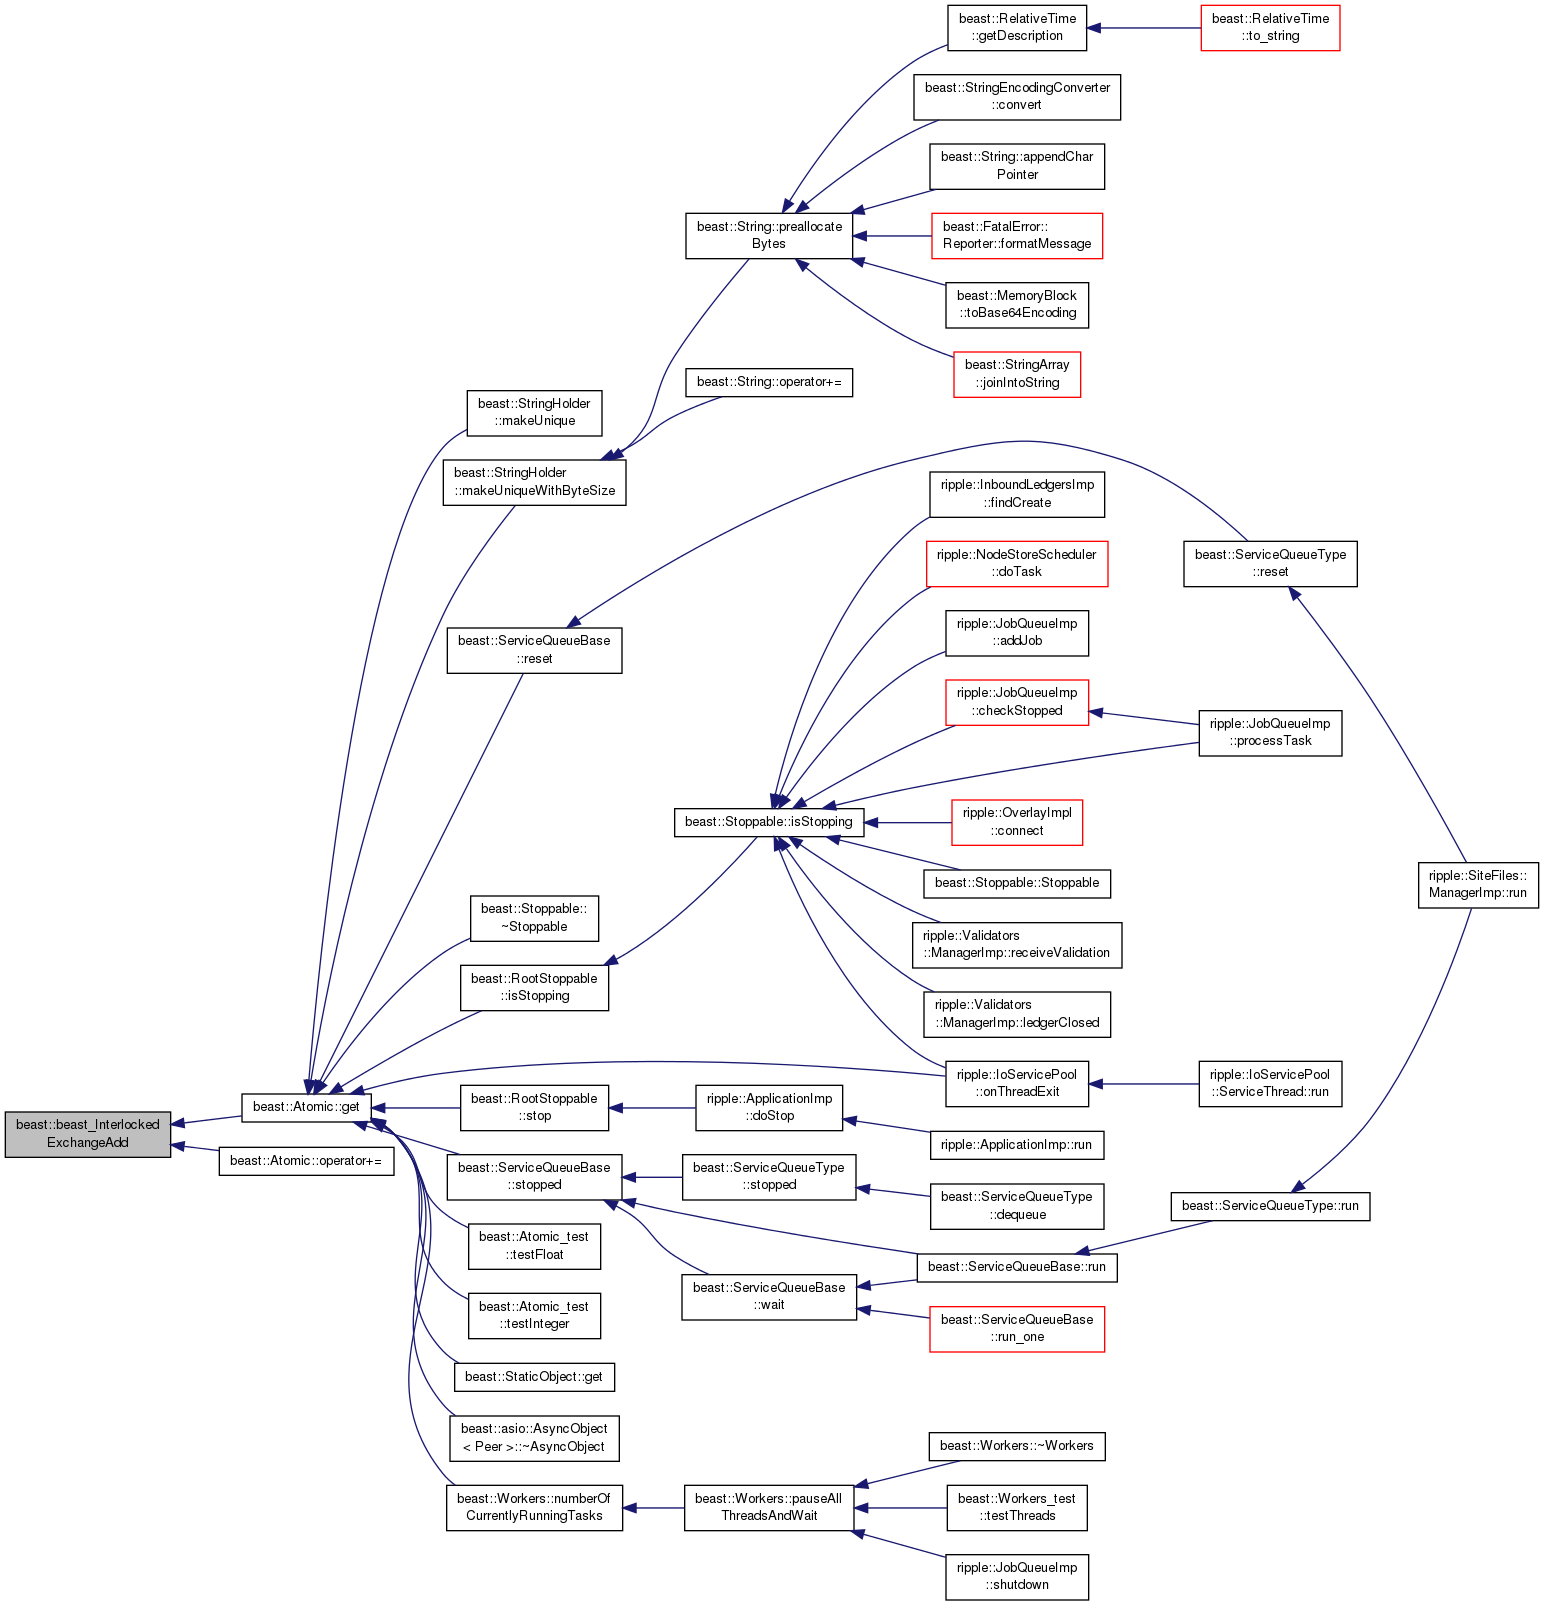 beast::RelativeTime
::getDescription
beast::RelativeTime
::to_string
beast::StringEncodingConverter
::convert
beast::String::appendChar
Pointer
beast::String::preallocate
Bytes
beast::FatalError::
Reporter::formatMessage
beast::MemoryBlock
::toBase64Encoding
beast::StringArray
::joinIntoString
beast::String::operator+=
beast::StringHolder
::makeUnique
beast::StringHolder
::makeUniqueWithByteSize
ripple::InboundLedgersImp
::findCreate
ripple::NodeStoreScheduler
::doTask
beast::ServiceQueueType
::reset
ripple::JobQueueImp
::addJob
beast::ServiceQueueBase
::reset
ripple::JobQueueImp
::checkStopped
ripple::JobQueueImp
::processTask
beast::Stoppable::isStopping
ripple::OverlayImpl
::connect
beast::Stoppable::Stoppable
ripple::SiteFiles::
ManagerImp::run
beast::Stoppable::
~Stoppable
ripple::Validators
::ManagerImp::receiveValidation
beast::RootStoppable
::isStopping
ripple::Validators
::ManagerImp::ledgerClosed
ripple::IoServicePool
::onThreadExit
ripple::IoServicePool
::ServiceThread::run
beast::Atomic::get
beast::RootStoppable
::stop
ripple::ApplicationImp
::doStop
beast::beast_Interlocked
ExchangeAdd
ripple::ApplicationImp::run
beast::Atomic::operator+=
beast::ServiceQueueBase
::stopped
beast::ServiceQueueType
::stopped
beast::ServiceQueueType
::dequeue
beast::ServiceQueueType::run
beast::Atomic_test
::testFloat
beast::ServiceQueueBase::run
beast::ServiceQueueBase
::wait
beast::Atomic_test
::testInteger
beast::ServiceQueueBase
::run_one
beast::StaticObject::get
beast::asio::AsyncObject
< Peer >::~AsyncObject
beast::Workers::~Workers
beast::Workers::numberOf
CurrentlyRunningTasks
beast::Workers::pauseAll
ThreadsAndWait
beast::Workers_test
::testThreads
ripple::JobQueueImp
::shutdown